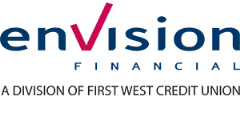 envision
FINANCIAL
A DIVISION OF FIRST WEST CREDIT UNION